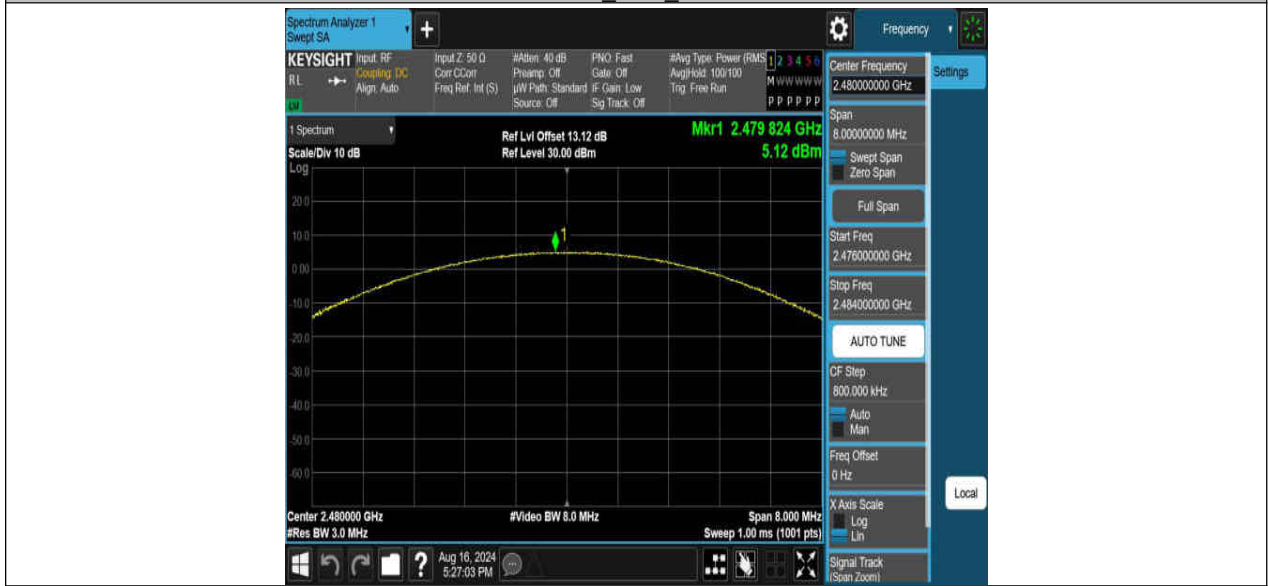 Spectrum Analyzer 1
Swept SA
+
Frequency
KEYSIGHT
RL
Input: RF
Coupling: DC
Align: Auto
Input Z: 50 Ω
Corr CCorr
Freq Ref: Int (S)
#Atten: 40 dB
Preamp: Off
µW Path: Standard
Source: Off
PNO: Fast
Gate: Off
IF Gain: Low
Sig Track: Off
#Avg Type: Power (RMS
Avg|Hold: 100/100
Trig: Free Run
1 2 3 4 5 6
M W W W W W
P P P P P P
Center Frequency
2.480000000 GHz
Settings
Span
8.00000000 MHz
Swept Span
Zero Span
Full Span
Start Freq
2.476000000 GHz
Stop Freq
2.484000000 GHz
AUTO TUNE
CF Step
800.000 kHz
Auto
Man
Freq Offset
0 Hz
X Axis Scale
Log
Lin
Signal Track
(Span Zoom)
Local
1 Spectrum
Scale/Div 10 dB
Log
Ref Lvl Offset 13.12 dB
Ref Level 30.00 dBm
Mkr1 2.479 824 GHz
5.12 dBm
20.0
10.0
0.00
-10.0
-20.0
-30.0
-40.0
-50.0
-60.0
1
Center 2.480000 GHz
#Res BW 3.0 MHz
#Video BW 8.0 MHz
Span 8.000 MHz
Sweep 1.00 ms (1001 pts)
?
Aug 16, 2024
5:27:03 PM